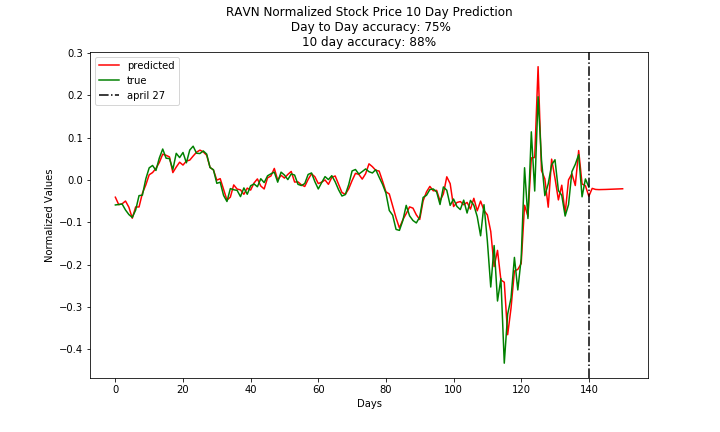 RAVN Normalized Stock Price 10 Day Prediction
Day to Day accuracy: 75%
10 day accuracy: 88%
predicted
true
april 27
Normalized Values
0.3
0.2
0.1
0.0
−0.1
−0.2
−0.3
−0.4
0 20 40 60 80 100 120 140
Days